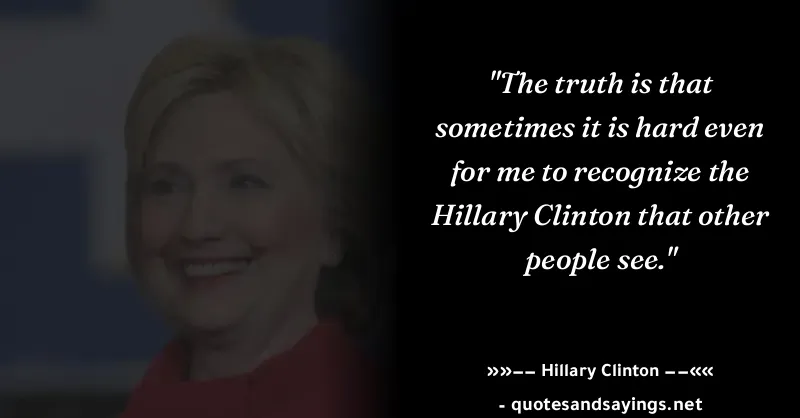 "The truth is that
sometimes it is hard even
for me to recognize the
Hillary Clinton that other
people see."
»»–– Hillary Clinton ––««
- quotesandsayings.net